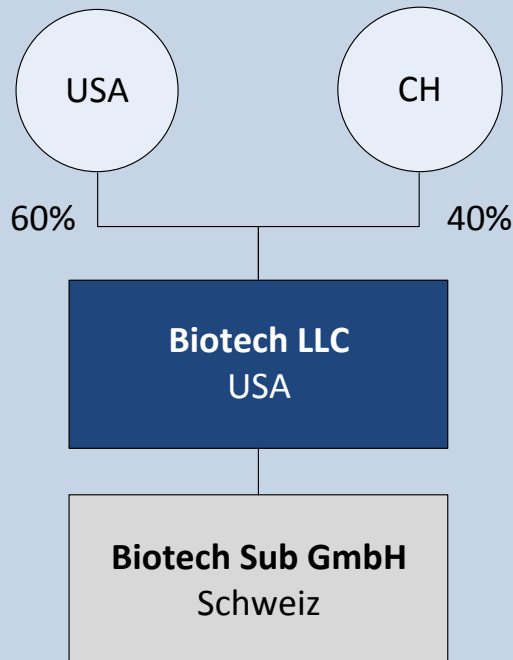 USA
CH
60%
40%
Biotech LLC
USA
Biotech Sub GmbH
Schweiz